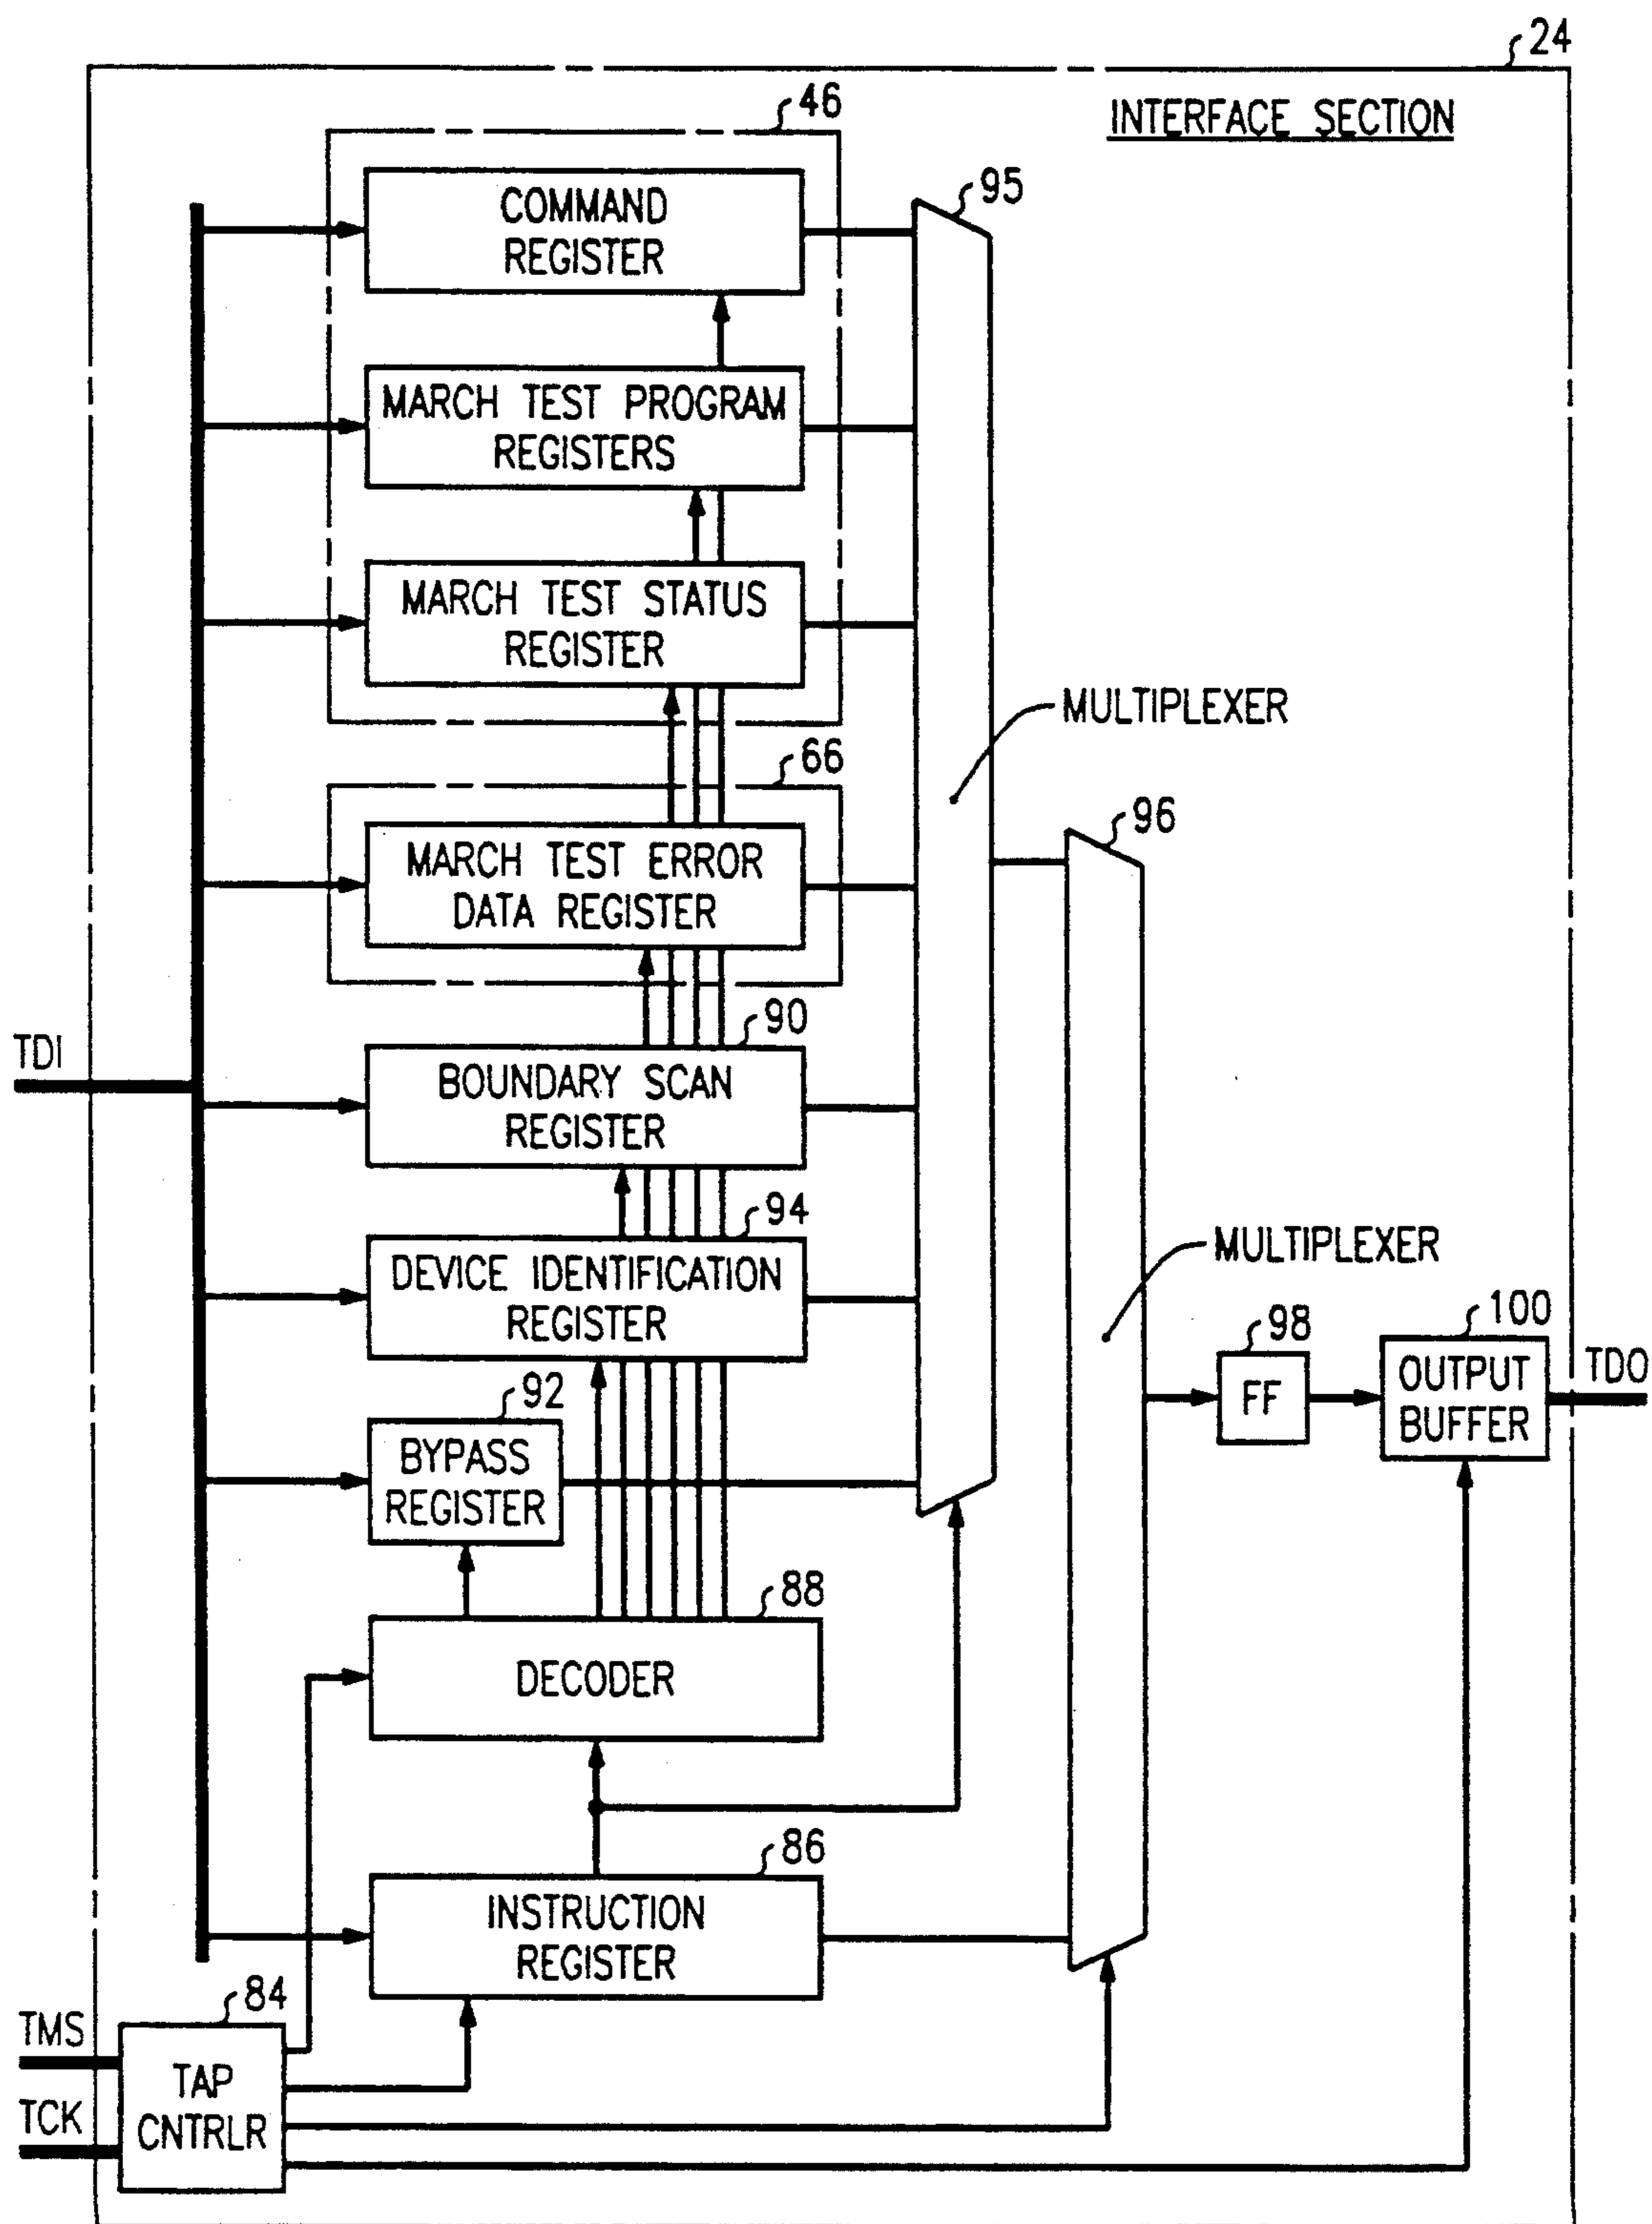 24
INTERFACE SECTION
46
COMMAND
REGISTER
95
MARCH TEST PROGRAM
REGISTERS
MARCH TEST STATUS
REGISTER
MULTIPLEXER
66
MARCH TEST ERROR
DATA REGISTER
96
TDI
90
BOUNDARY SCAN
REGISTER
94
DEVICE IDENTIFICATION
REGISTER
MULTIPLEXER
92
BYPASS
REGISTER
98
FF
100
OUTPUT
BUFFER
TDO
88
DECODER
86
INSTRUCTION
REGISTER
84
TMS
TCK
TAP
CNTRLR